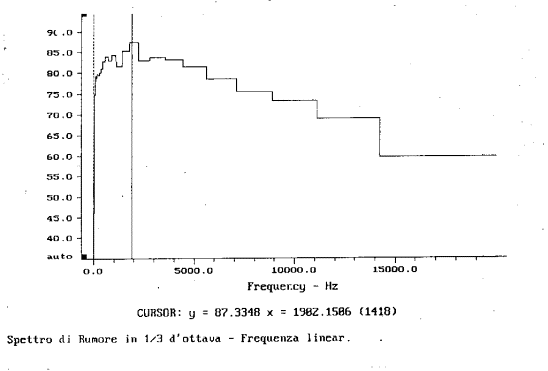 90.0
85.0
80.0
75.0
70.0
65.0
60.0
55.0
50.0
45.0
40.0
auto
0.0 5000.0 10000.0 15000.0
Frequency - Hz
CURSOR: y = 87.3348 x = 1902.1506 (1418)
Spettro di Rumore in 1/3 d'ottava - Frequenza linear.